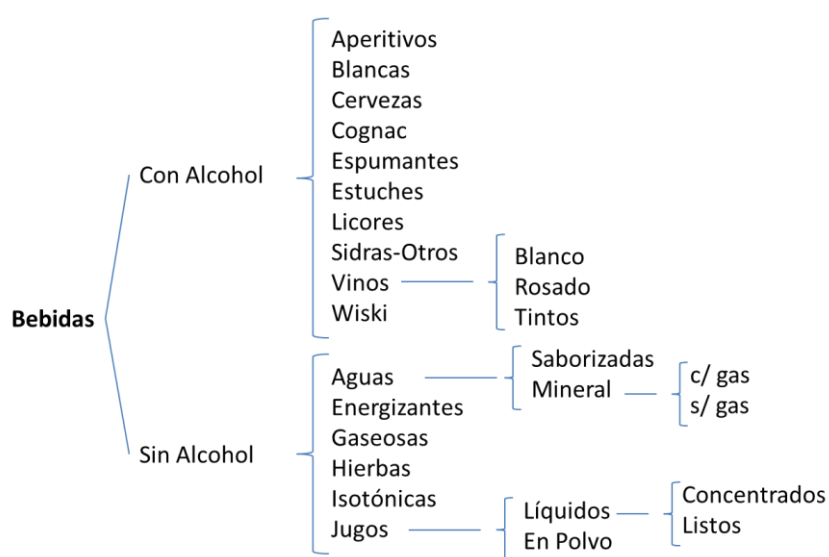 Bebidas
Con Alcohol
Aperitivos
Blancas
Cervezas
Cognac
Espumantes
Estuches
Licores
Sidras-Otros
Vinos
Wiski
Blanco
Rosado
Tintos
Sin Alcohol
Aguas
Energizantes
Gaseosas
Hierbas
Isotónicas
Jugos
Saborizadas
Mineral
c/ gas
s/ gas
Líquidos
En Polvo
Concentrados
Listos